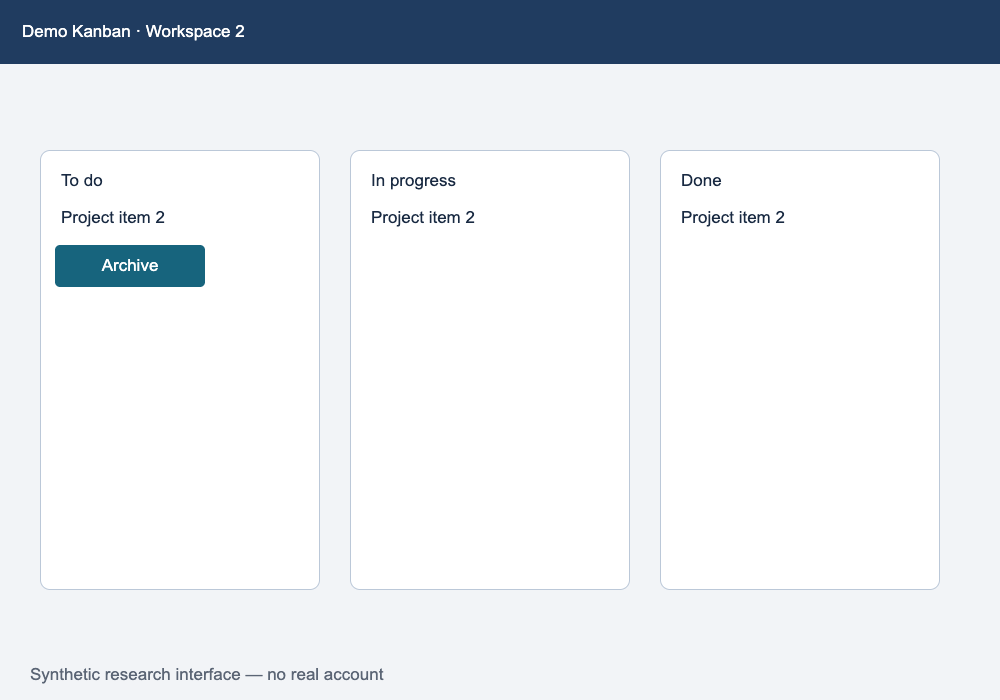 Demo Kanban · Workspace 2
To do
Project item 2
Archive
In progress
Project item 2
Done
Project item 2
Synthetic research interface — no real account